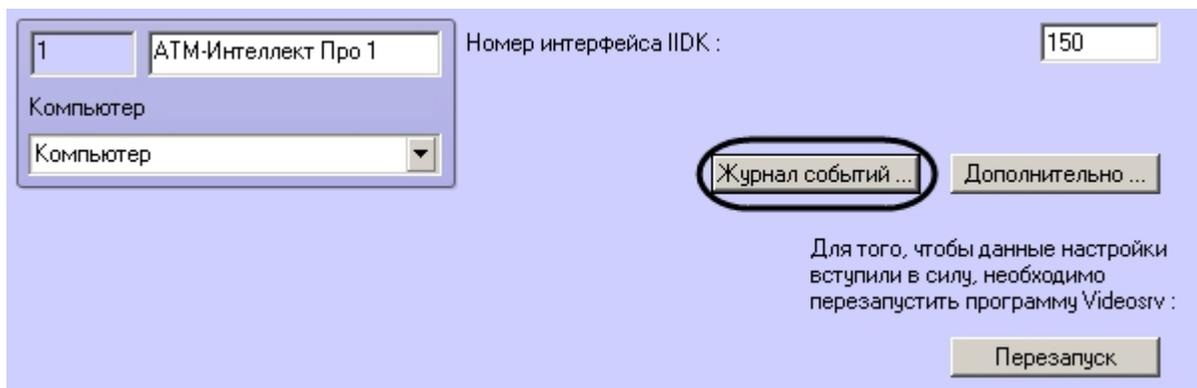 1
АТМ-Интеллект Про 1
Номер интерфейса IIDK :
150
Компьютер
Компьютер
Журнал событий ...
Дополнительно ...
Для того, чтобы данные настройки
вступили в силу, необходимо
перезапустить программу Videosrv :
Перезапуск